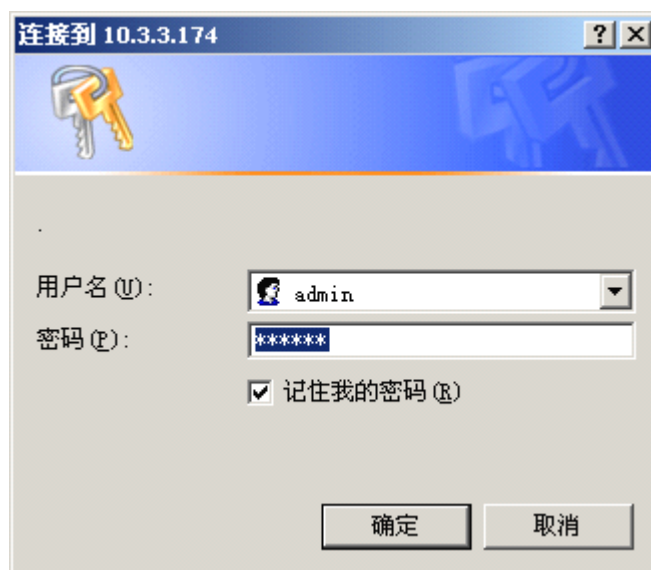 连接到 10.3.3.174
.
用户名(U):
admin
密码(P):
******
记住我的密码(R)
确定
取消